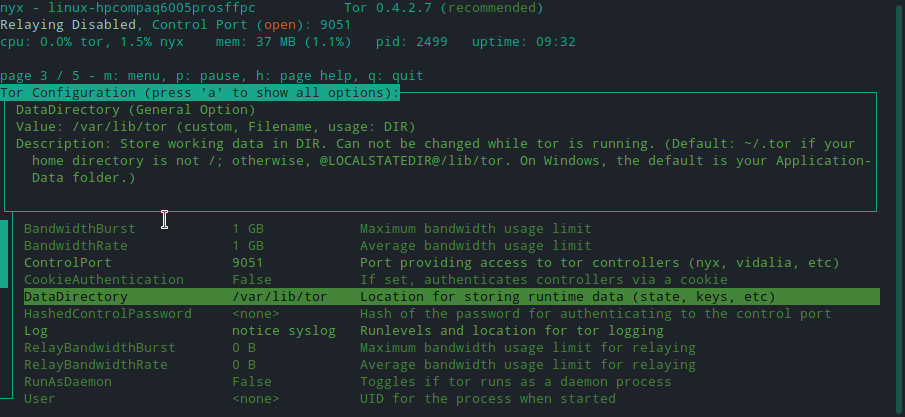 nyx - linux-hpcompaq6005prosffpc Tor 0.4.2.7 (recommended)
Relaying Disabled, Control Port (open): 9051
cpu: 0.0% tor, 1.5% nyx mem: 37 MB (1.1%) pid: 2499 uptime: 09:32
page 3 / 5 - m: menu, p: pause, h: page help, q: quit
Tor Configuration (press 'a' to show all options):
DataDirectory (General Option)
Value: /var/lib/tor (custom, Filename, usage: DIR)
Description: Store working data in DIR. Can not be changed while tor is running. (Default: ~/.tor if your
home directory is not /; otherwise, @LOCALSTATEDIR@/lib/tor. On Windows, the default is your Application-
Data folder.)
BandwidthBurst 1 GB Maximum bandwidth usage limit
BandwidthRate 1 GB Average bandwidth usage limit
ControlPort 9051 Port providing access to tor controllers (nyx, vidalia, etc)
CookieAuthentication False If set, authenticates controllers via a cookie
DataDirectory /var/lib/tor Location for storing runtime data (state, keys, etc)
HashedControlPassword <none> Hash of the password for authenticating to the control port
Log notice syslog Runlevels and location for tor logging
RelayBandwidthBurst 0 B Maximum bandwidth usage limit for relaying
RelayBandwidthRate 0 B Average bandwidth usage limit for relaying
RunAsDaemon False Toggles if tor runs as a daemon process
User <none> UID for the process when started